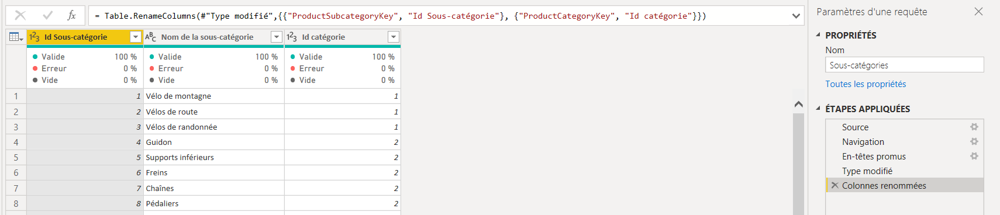 = Table.RenameColumns(#"Type modifié",{{"ProductSubcategoryKey", "Id Sous-catégorie"}, {"ProductCategoryKey", "Id catégorie"}})
Id Sous-catégorie Nom de la sous-catégorie Id catégorie
Valide 100 % Valide 100 % Valide 100 %
Erreur 0 % Erreur 0 % Erreur 0 %
Vide 0 % Vide 0 % Vide 0 %
1 1 Vélo de montagne 1
2 2 Vélos de route 1
3 3 Vélos de randonnée 1
4 4 Guidon 2
5 5 Supports inférieurs 2
6 6 Freins 2
7 7 Chaînes 2
8 8 Pédaliers 2
Paramètres d'une requête
PROPRIÉTÉS
Nom
Sous-catégories
Toutes les propriétés
ÉTAPES APPLIQUÉES
Source
Navigation
En-têtes promus
Type modifié
Colonnes renommées